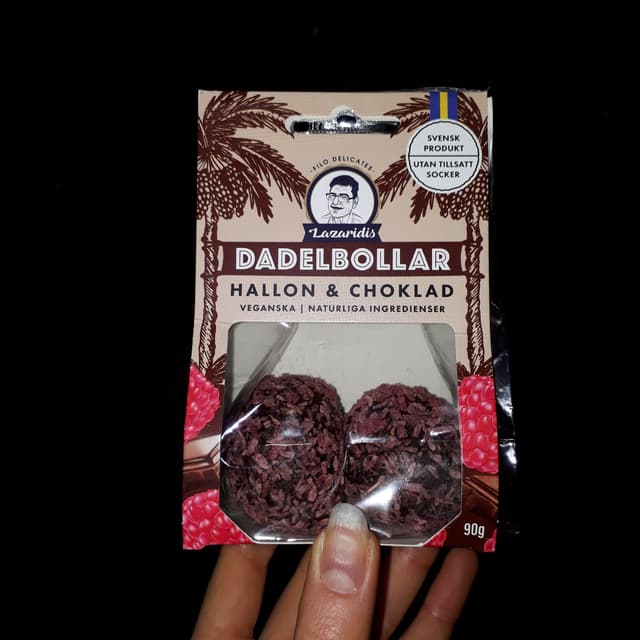 SVENSK
PRODUKT
UTAN TILLSATT
SOCKER
-FILO DELICATES-
Lazaridis
DADELBOLLAR
HALLON & CHOKLAD
VEGANSKA | NATURLIGA INGREDIENSER
90g